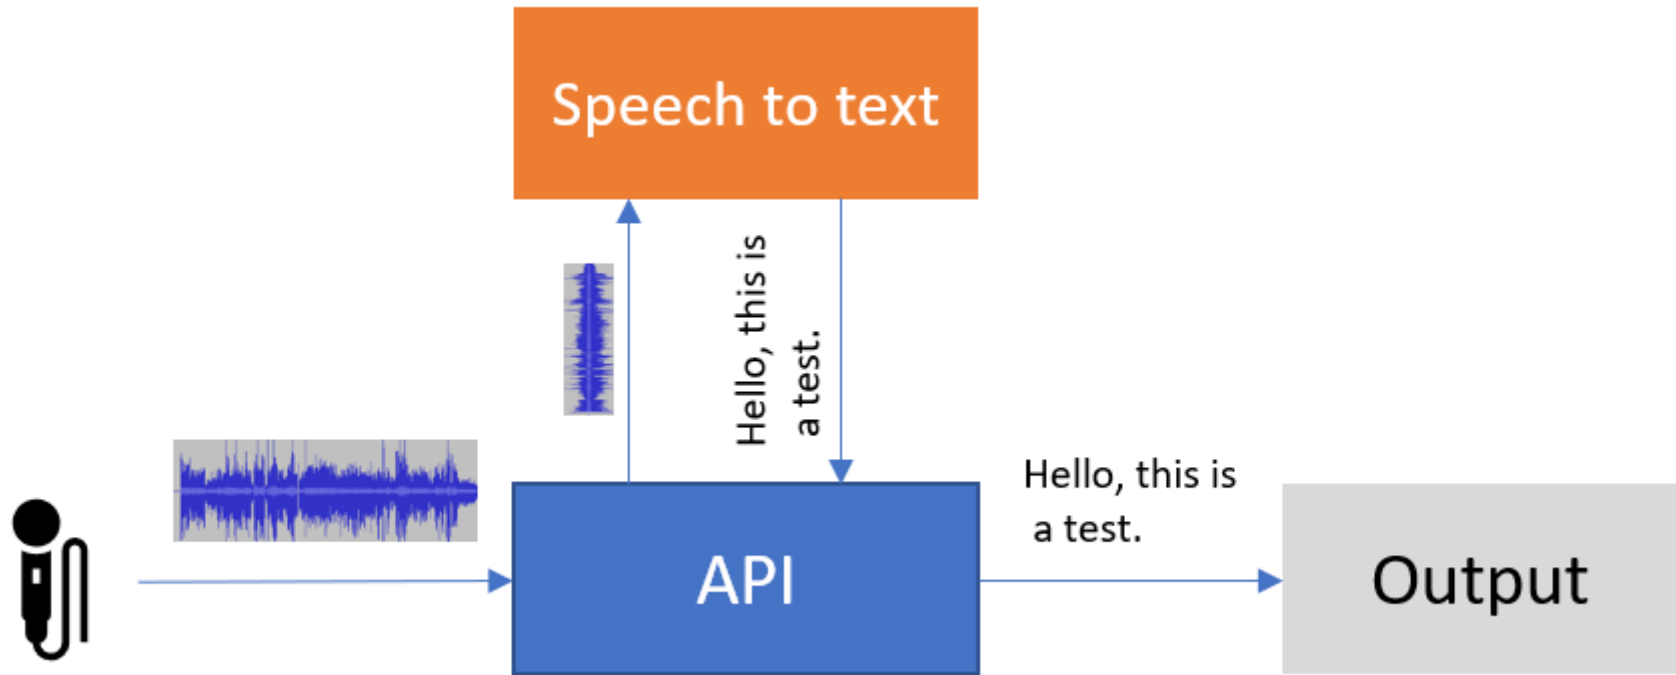 Speech to text
Hello, this is
a test.
Hello, this is
a test.
API
Output